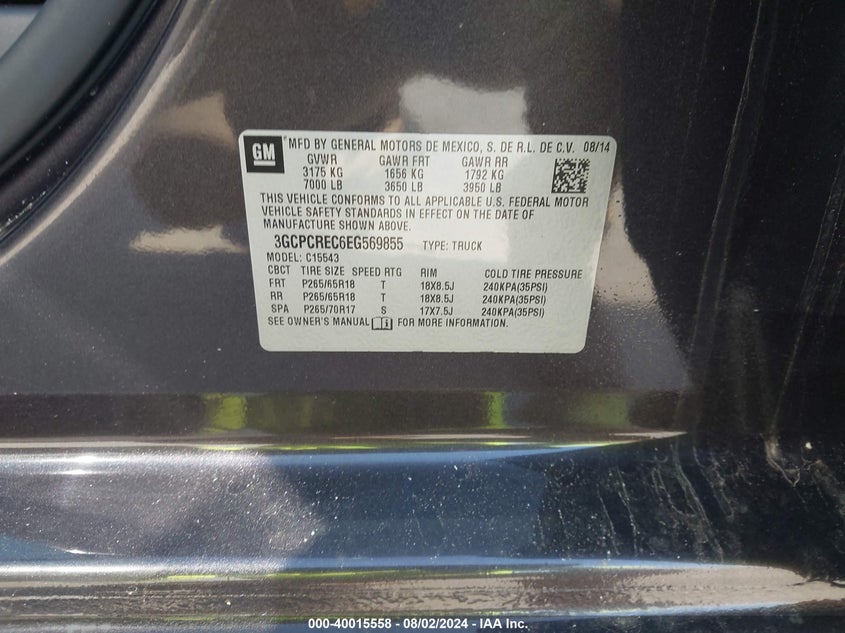 GM
MFD BY GENERAL MOTORS DE MEXICO, S. DE R.L. DE C.V. 08/14
GVWR GAWR FRT GAWR RR
3175 KG 1656 KG 1792 KG
7000 LB 3650 LB 3950 LB
THIS VEHICLE CONFORMS TO ALL APPLICABLE U.S. FEDERAL MOTOR
VEHICLE SAFETY STANDARDS IN EFFECT ON THE DATE OF
MANUFACTURE SHOWN ABOVE.
3GCPCREC6EG569855 TYPE: TRUCK
MODEL: C15543
CBCT TIRE SIZE SPEED RTG RIM COLD TIRE PRESSURE
FRT P265/65R18 T 18X8.5J 240KPA(35PSI)
RR P265/65R18 T 18X8.5J 240KPA(35PSI)
SPA P265/70R17 S 17X7.5J 240KPA(35PSI)
SEE OWNER'S MANUAL FOR MORE INFORMATION.
000-40015558 - 08/02/2024 - IAA Inc.